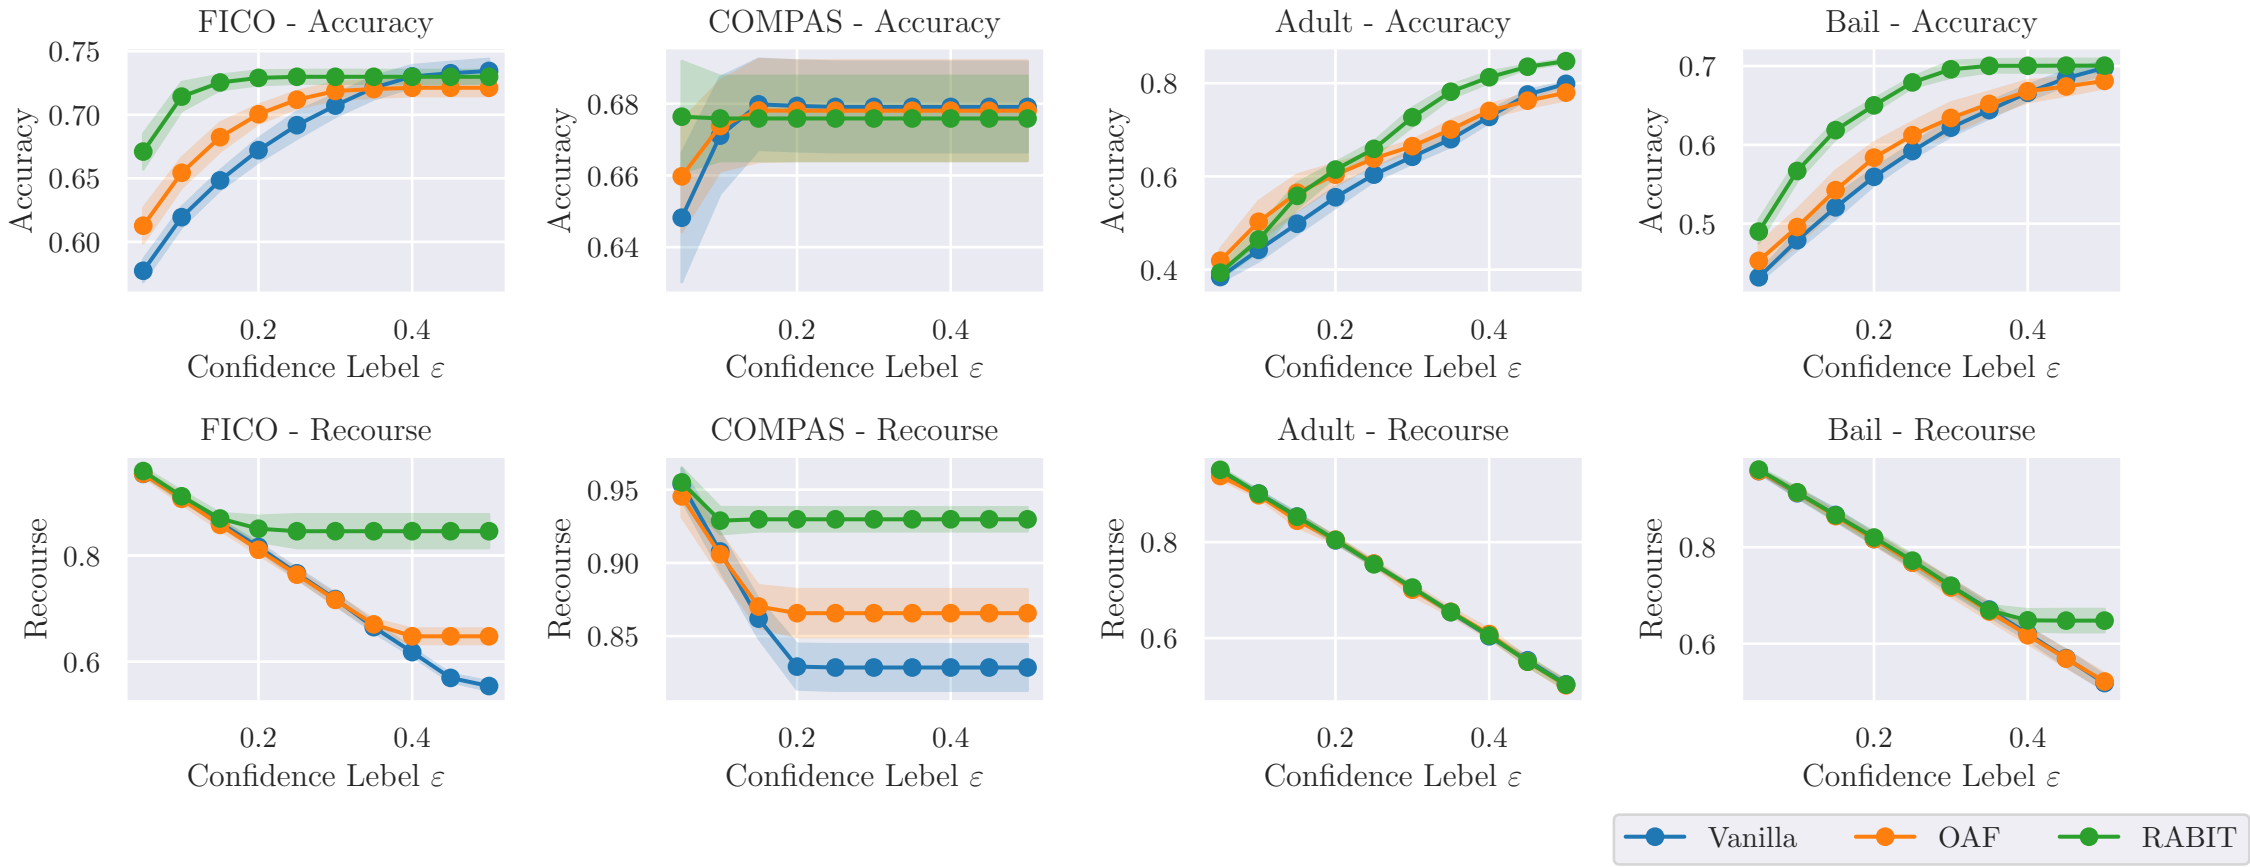 FICO - Accuracy
COMPAS - Accuracy
Adult - Accuracy
Bail - Accuracy
Accuracy
0.75
0.70
0.65
0.60
0.2
0.4
Confidence Lebel ε
Accuracy
0.68
0.66
0.64
0.2
0.4
Confidence Lebel ε
Accuracy
0.8
0.6
0.4
0.2
0.4
Confidence Lebel ε
Accuracy
0.7
0.6
0.5
0.2
0.4
Confidence Lebel ε
FICO - Recourse
COMPAS - Recourse
Adult - Recourse
Bail - Recourse
Recourse
0.8
0.6
0.2
0.4
Confidence Lebel ε
Recourse
0.95
0.90
0.85
0.2
0.4
Confidence Lebel ε
Recourse
0.8
0.6
0.2
0.4
Confidence Lebel ε
Recourse
0.8
0.6
0.2
0.4
Confidence Lebel ε
Vanilla
OAF
RABIT